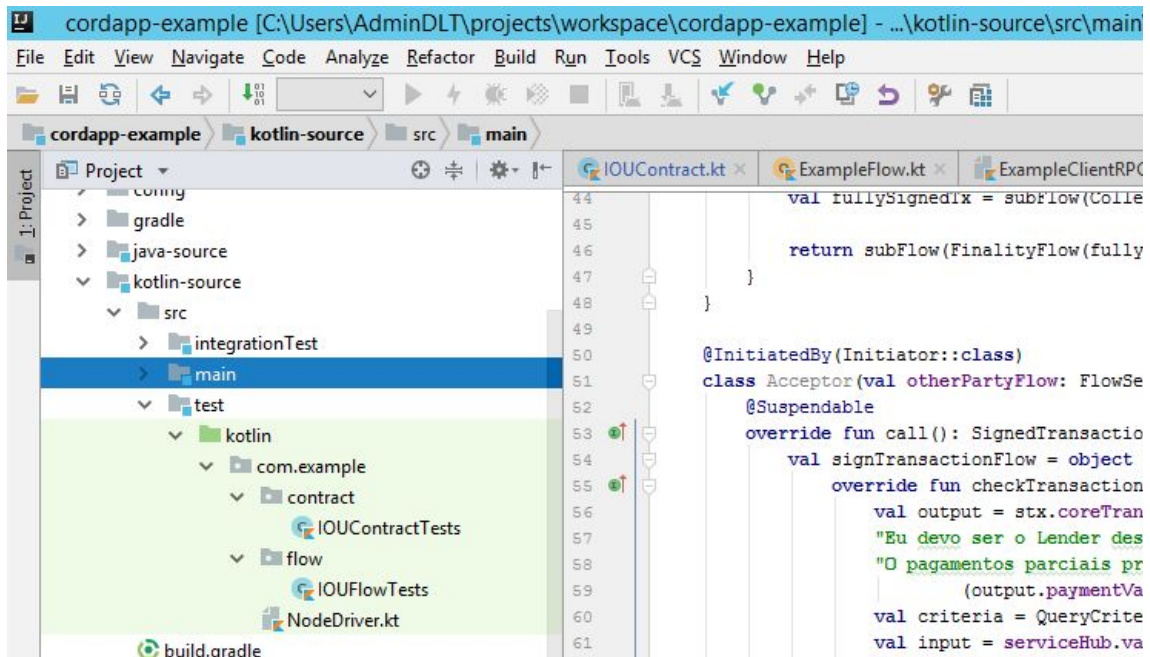 cordapp-example [C:\Users\AdminDLT\projects\workspace\cordapp-example] - ...\kotlin-source\src\main\
File Edit View Navigate Code Analyze Refactor Build Run Tools VCS Window Help
cordapp-example kotlin-source src main
1: Project
Project
IOUContract.kt ExampleFlow.kt ExampleClientRPC
config
gradle
java-source
kotlin-source
src
integrationTest
main
test
kotlin
com.example
contract
IOUContractTests
flow
IOUFlowTests
NodeDriver.kt
build.gradle
44 val fullySignedTx = subFlow(Colle
45
46 return subFlow(FinalityFlow(fully
47 }
48 }
49
50 @InitiatedBy(Initiator::class)
51 class Acceptor(val otherPartyFlow: FlowSe
52 @Suspendable
53 override fun call(): SignedTransactio
54 val signTransactionFlow = object
55 override fun checkTransaction
56 val output = stx.coreTran
57 "Eu devo ser o Lender des
58 "O pagamentos parciais pr
59 (output.paymentVa
60 val criteria = QueryCrite
61 val input = serviceHub.va